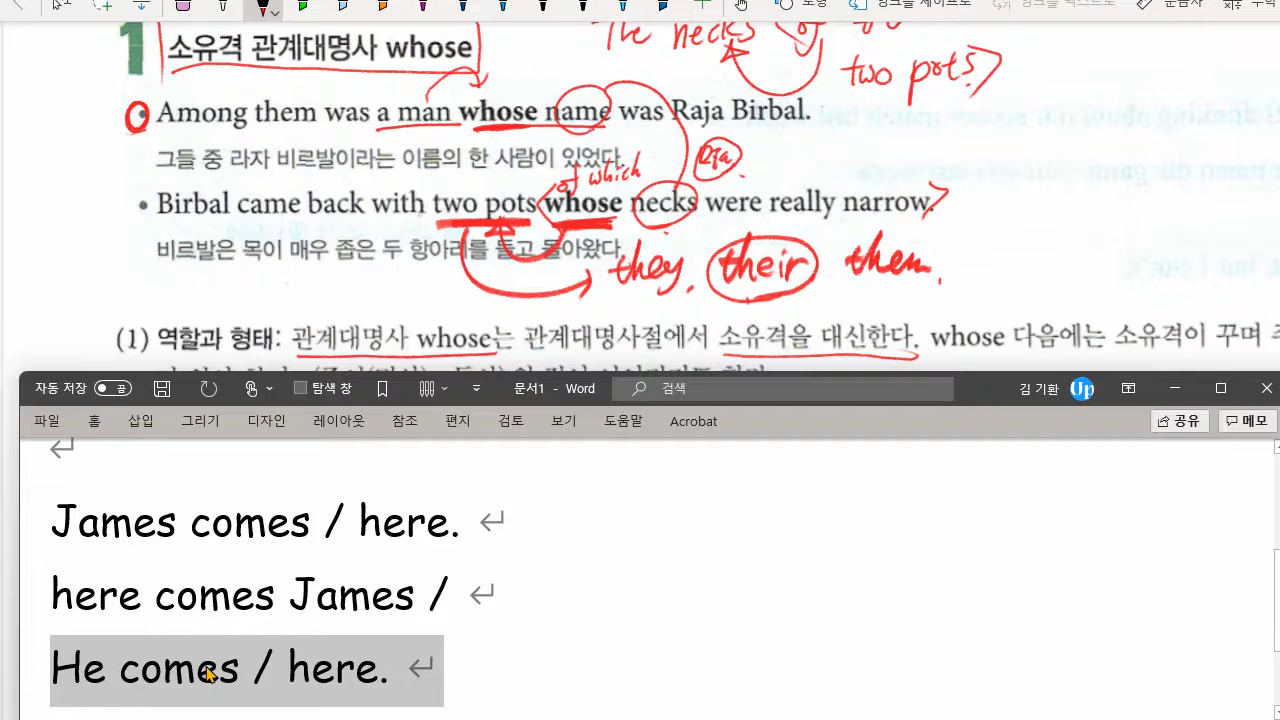 1 소유격 관계대명사 whose
The necks of
two pots
• Among them was a man whose name was Raja Birbal.
그들 중 라자 비르발이라는 이름의 한 사람이 있었다.
of which
• Birbal came back with two pots whose necks were really narrow.
비르발은 목이 매우 좁은 두 항아리를 들고 돌아왔다.
they, their them.
(1) 역할과 형태: 관계대명사 whose는 관계대명사절에서 소유격을 대신한다. whose 다음에는 소유격이 꾸며 주
자동 저장 끔 탐색 창 문서1 - Word 검색 김 기환 Up
파일 홈 삽입 그리기 디자인 레이아웃 참조 편지 검토 보기 도움말 Acrobat 공유 메모
James comes / here.
here comes James /
He comes / here.